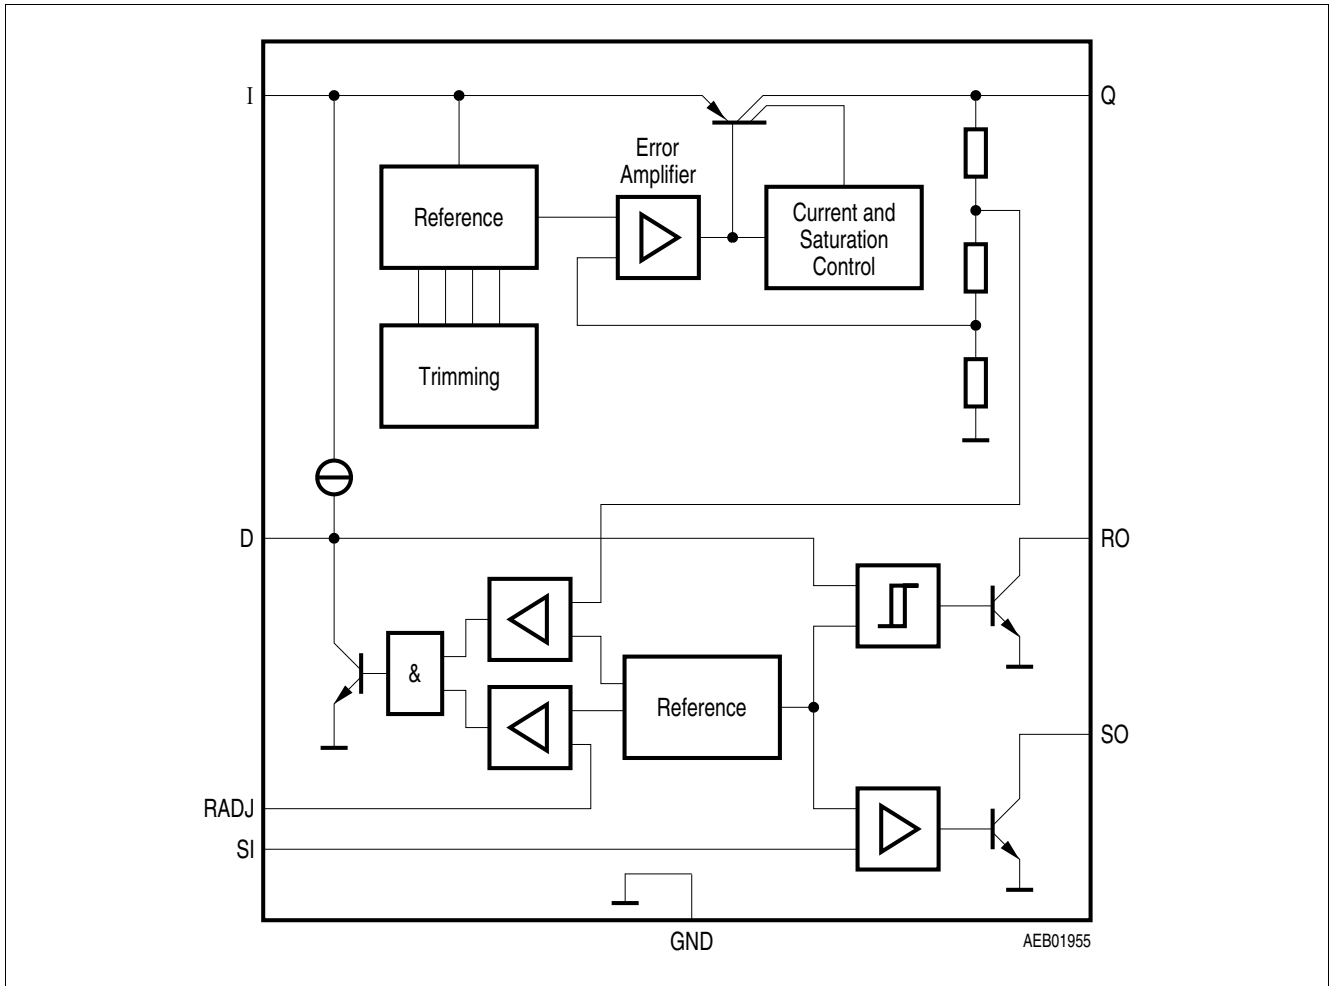 I
Q
Error
Amplifier
Reference
Current and
Saturation
Control
Trimming
D
RO
&
Reference
SO
RADJ
SI
GND
AEB01955